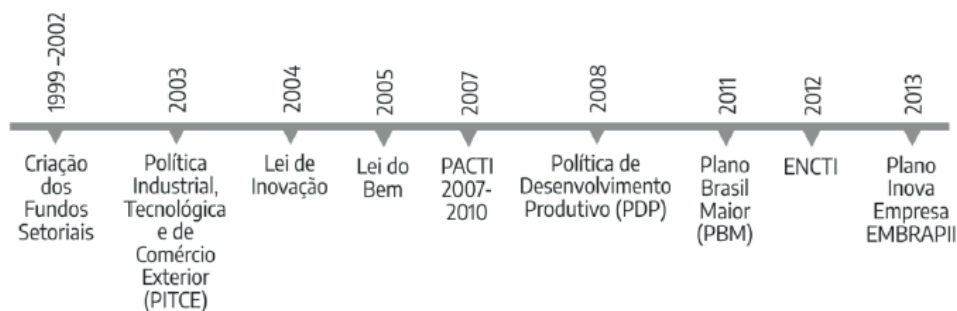 1999 -2002
2003
2004
2005
2007
2008
2011
2012
2013
Criação
dos
Fundos
Setoriais
Política
Industrial,
Tecnológica
e de
Comércio
Exterior
(PITCE)
Lei de
Inovação
Lei do
Bem
PACTI
2007-
2010
Política de
Desenvolvimento
Produtivo (PDP)
Plano
Brasil
Maior
(PBM)
ENCTI
Plano
Inova
Empresa
EMBRAPII